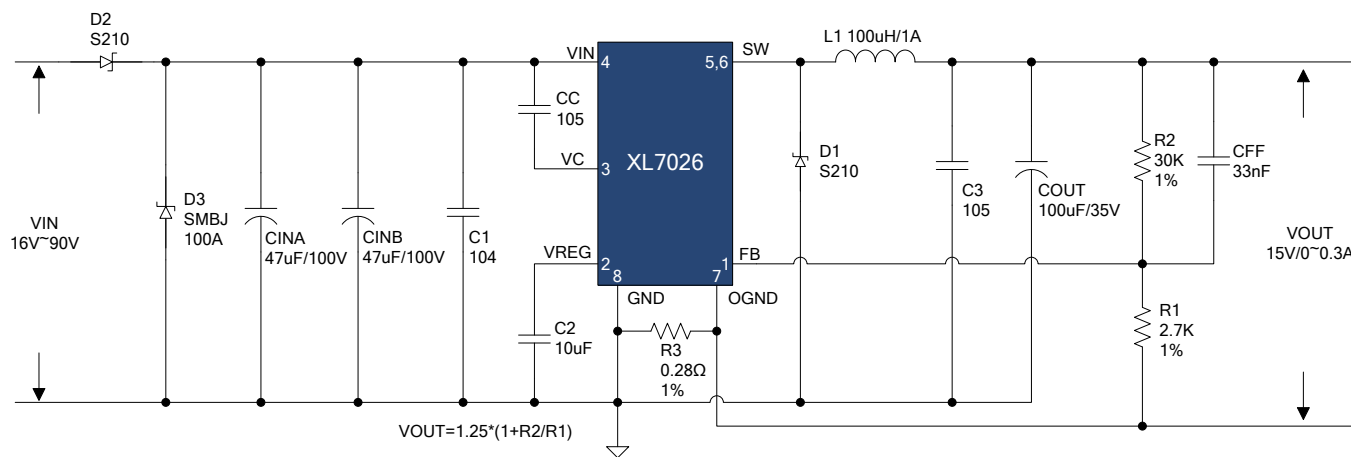 D2
S210
VIN
16V~90V
D3
SMBJ
100A
CINA
47uF/100V
CINB
47uF/100V
C1
104
VIN
4
CC
105
VC
3
VREG
2
C2
10uF
XL7026
5,6
SW
1
FB
8
GND
7
OGND
R3
0.28Ω
1%
D1
S210
L1 100uH/1A
C3
105
COUT
100uF/35V
R2
30K
1%
CFF
33nF
R1
2.7K
1%
VOUT
15V/0~0.3A
VOUT=1.25*(1+R2/R1)